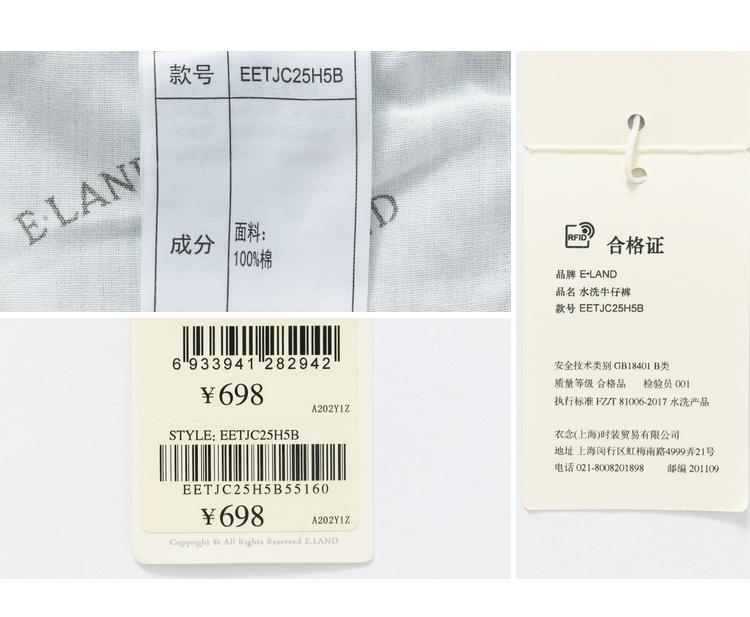 款号 EETJC25H5B
E·LAND
成分
面料：
100%棉
6 933941 282942
￥698
A202Y1Z
STYLE: EETJC25H5B
EETJC25H5B55160
￥698
A202Y1Z
Copyright © All Rights Reserved E.LAND
RFID
合格证
品牌 E•LAND
品名 水洗牛仔裤
款号 EETJC25H5B
安全技术类别 GB18401 B类
质量等级 合格品 检验员 001
执行标准 FZ/T 81006-2017 水洗产品
衣念(上海)时装贸易有限公司
地址 上海闵行区虹梅南路4999弄21号
电话 021-8008201898 邮编 201109